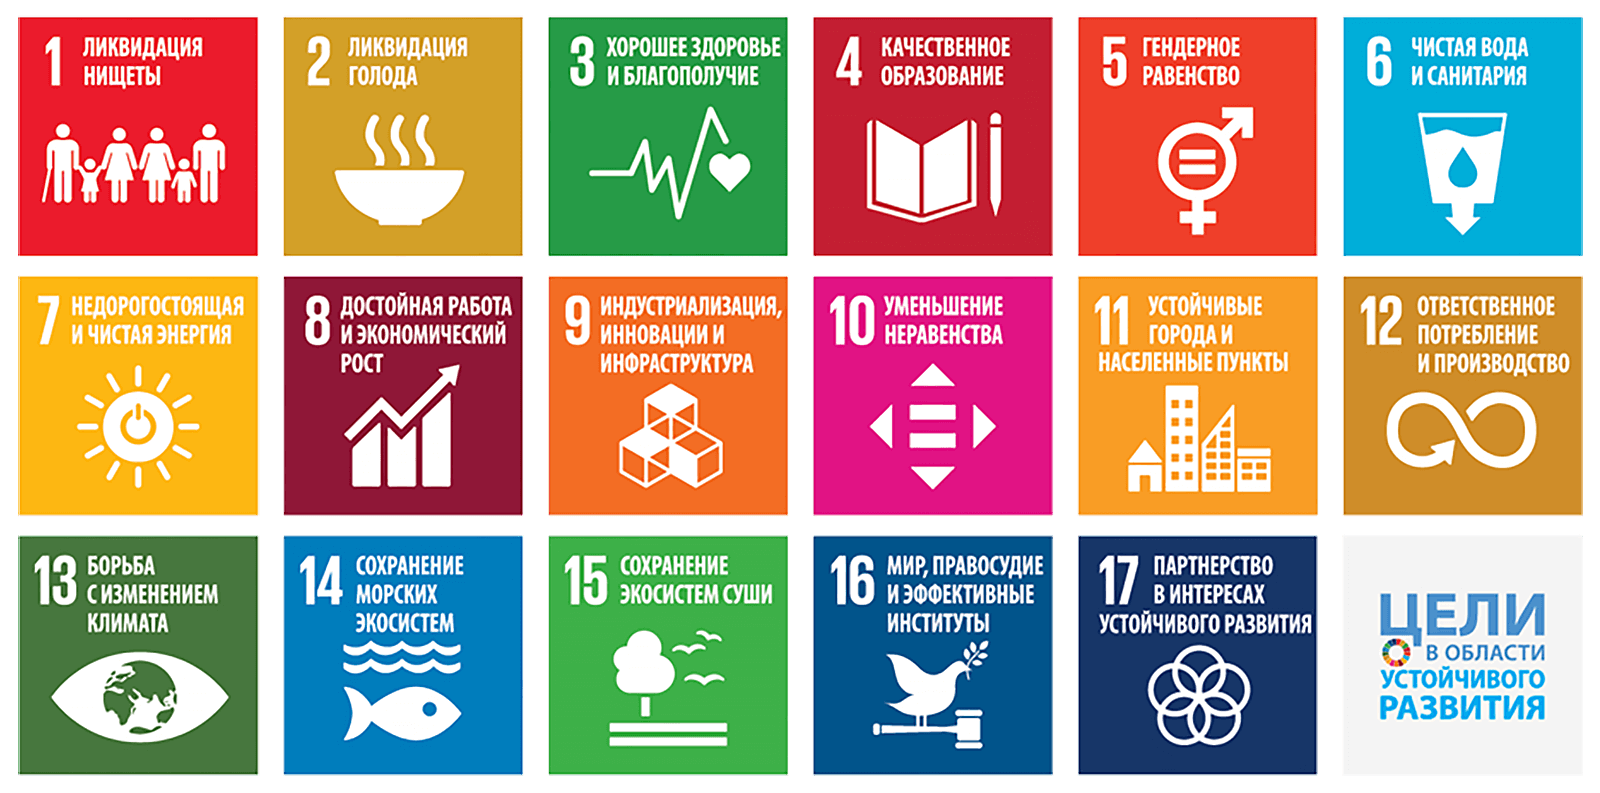 1 ЛИКВИДАЦИЯ
НИЩЕТЫ
2 ЛИКВИДАЦИЯ
ГОЛОДА
3 ХОРОШЕЕ ЗДОРОВЬЕ
И БЛАГОПОЛУЧИЕ
4 КАЧЕСТВЕННОЕ
ОБРАЗОВАНИЕ
5 ГЕНДЕРНОЕ
РАВЕНСТВО
6 ЧИСТАЯ ВОДА
И САНИТАРИЯ
7 НЕДОРОГОСТОЯЩАЯ
И ЧИСТАЯ ЭНЕРГИЯ
8 ДОСТОЙНАЯ РАБОТА
И ЭКОНОМИЧЕСКИЙ
РОСТ
9 ИНДУСТРИАЛИЗАЦИЯ,
ИННОВАЦИИ И
ИНФРАСТРУКТУРА
10 УМЕНЬШЕНИЕ
НЕРАВЕНСТВА
11 УСТОЙЧИВЫЕ
ГОРОДА И
НАСЕЛЕННЫЕ ПУНКТЫ
12 ОТВЕТСТВЕННОЕ
ПОТРЕБЛЕНИЕ
И ПРОИЗВОДСТВО
13 БОРЬБА
С ИЗМЕНЕНИЕМ
КЛИМАТА
14 СОХРАНЕНИЕ
МОРСКИХ
ЭКОСИСТЕМ
15 СОХРАНЕНИЕ
ЭКОСИСТЕМ СУШИ
16 МИР, ПРАВОСУДИЕ
И ЭФФЕКТИВНЫЕ
ИНСТИТУТЫ
17 ПАРТНЕРСТВО
В ИНТЕРЕСАХ
УСТОЙЧИВОГО РАЗВИТИЯ
ЦЕЛИ
В ОБЛАСТИ
УСТОЙЧИВОГО
РАЗВИТИЯ